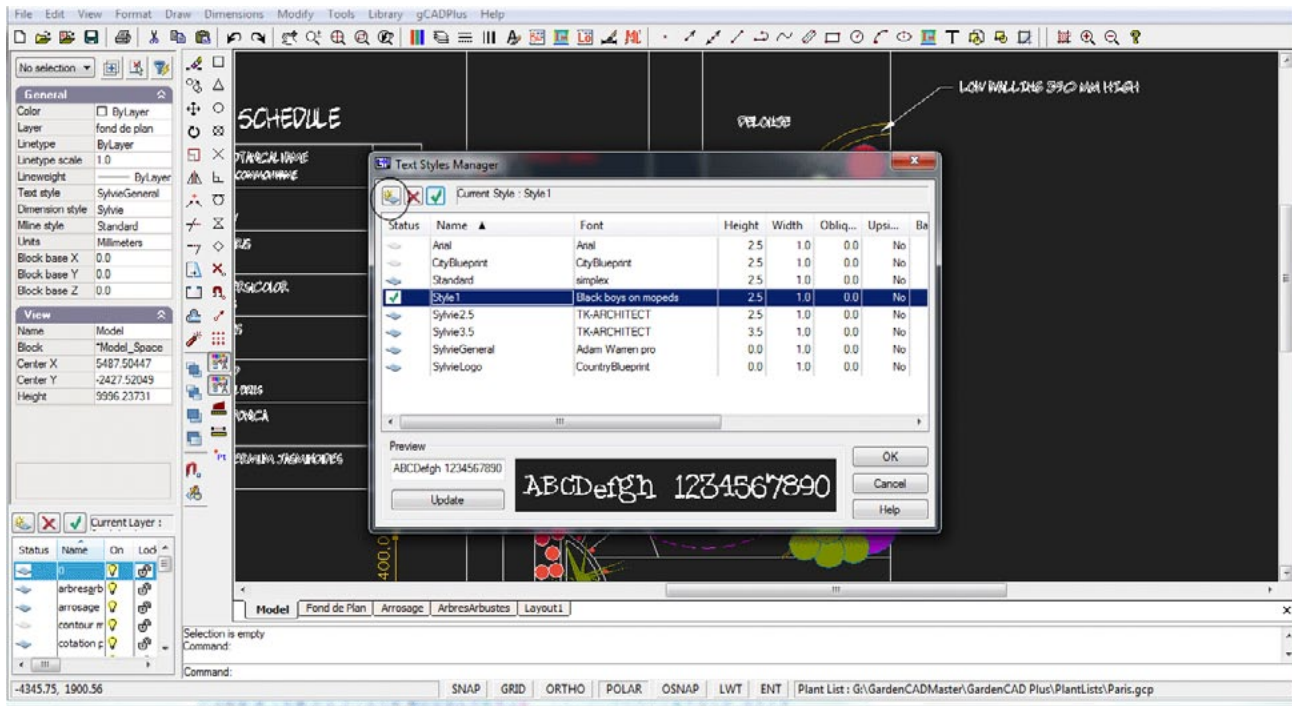 File Edit View Format Draw Dimensions Modify Tools Library gCADPlus Help
No selection
General
Color ByLayer
Layer fond de plan
Linetype ByLayer
Linetype scale 1.0
Lineweight ByLayer
Text style SylvieGeneral
Dimension style Sylvie
Mline style Standard
Units Millimeters
Block base X 0.0
Block base Y 0.0
Block base Z 0.0
View
Name Model
Block *Model_Space
Center X 5487.50447
Center Y -2427.52049
Height 9996.23731
Current Layer :
Status Name On Lod
0
arbresarb
arrosage
contour m
cotation p
SCHEDULE
COMMONNAME
RSICOLOR
PELOUSE
LOW WALLING 390 MM HIGH
400.0
Text Styles Manager
Current Style : Style1
Status Name Font Height Width Obliq... Upsi... Ba
Arial Arial 2.5 1.0 0.0 No
CityBlueprint CityBlueprint 2.5 1.0 0.0 No
Standard simplex 2.5 1.0 0.0 No
Style1 Black boys on mopeds 2.5 1.0 0.0 No
Sylvie2.5 TK-ARCHITECT 2.5 1.0 0.0 No
Sylvie3.5 TK-ARCHITECT 3.5 1.0 0.0 No
SylvieGeneral Adam Warren pro 0.0 1.0 0.0 No
SylvieLogo CountryBlueprint 0.0 1.0 0.0 No
Preview
ABCDefgh 1234567890
ABCDefgh 1234567890
Update
OK
Cancel
Help
Model Fond de Plan Arrosage ArbresArbustes Layout1
Selection is empty
Command:
Command:
-4345.75, 1900.56 SNAP GRID ORTHO POLAR OSNAP LWT ENT Plant List : G:\GardenCADMaster\GardenCAD Plus\PlantLists\Paris.gcp